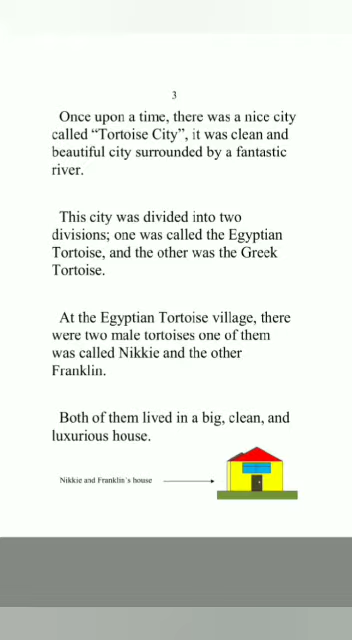 3
Once upon a time, there was a nice city
called “Tortoise City”, it was clean and
beautiful city surrounded by a fantastic
river.
This city was divided into two
divisions; one was called the Egyptian
Tortoise, and the other was the Greek
Tortoise.
At the Egyptian Tortoise village, there
were two male tortoises one of them
was called Nikkie and the other
Franklin.
Both of them lived in a big, clean, and
luxurious house.
Nikkie and Franklin`s house